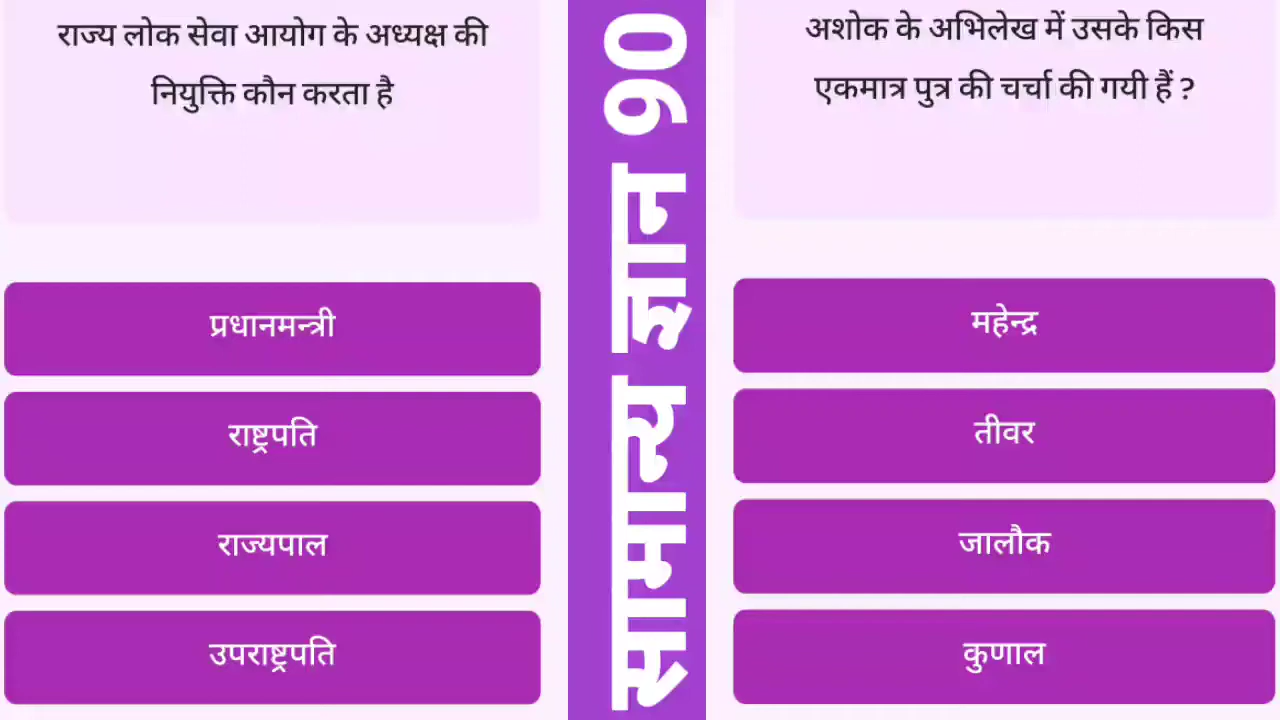 राज्य लोक सेवा आयोग के अध्यक्ष की
नियुक्ति कौन करता है
प्रधानमन्त्री
राष्ट्रपति
राज्यपाल
उपराष्ट्रपति
सामान्य ज्ञान 90
अशोक के अभिलेख में उसके किस
एकमात्र पुत्र की चर्चा की गयी हैं ?
महेन्द्र
तीवर
जालौक
कुणाल